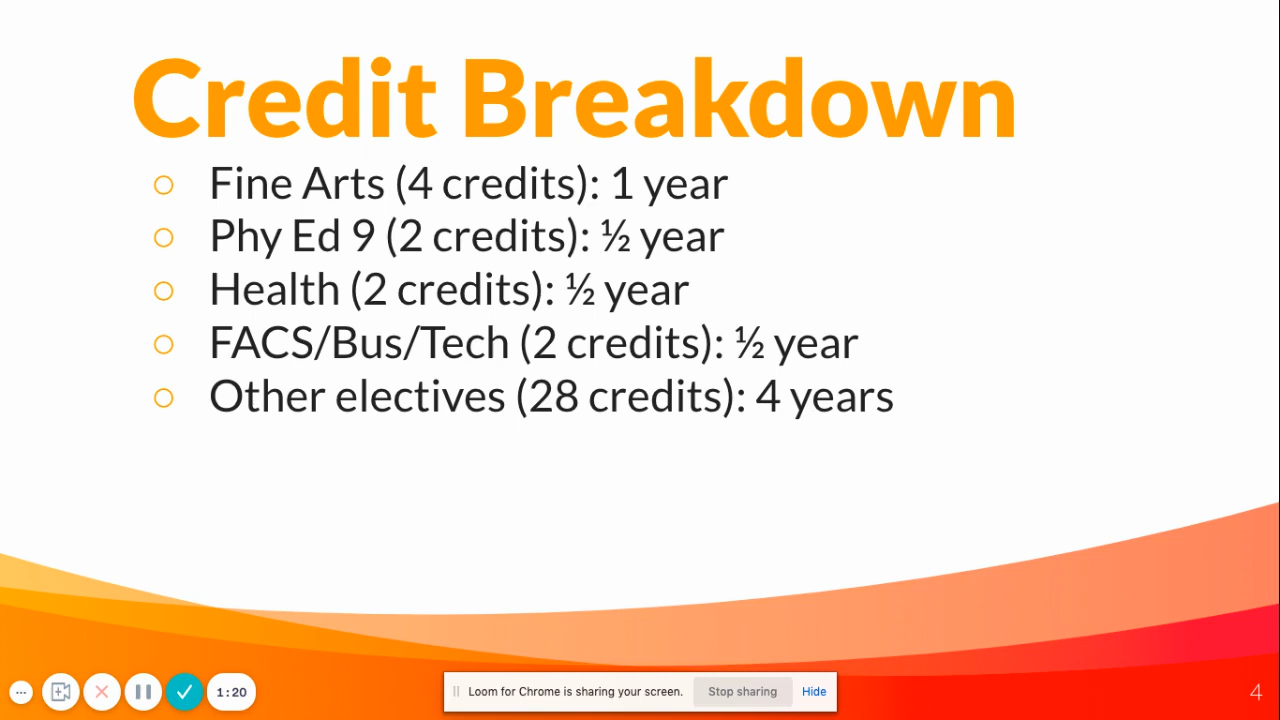 Credit Breakdown
Fine Arts (4 credits): 1 year
Phy Ed 9 (2 credits): ½ year
Health (2 credits): ½ year
FACS/Bus/Tech (2 credits): ½ year
Other electives (28 credits): 4 years
1:20
Loom for Chrome is sharing your screen. Stop sharing Hide
4